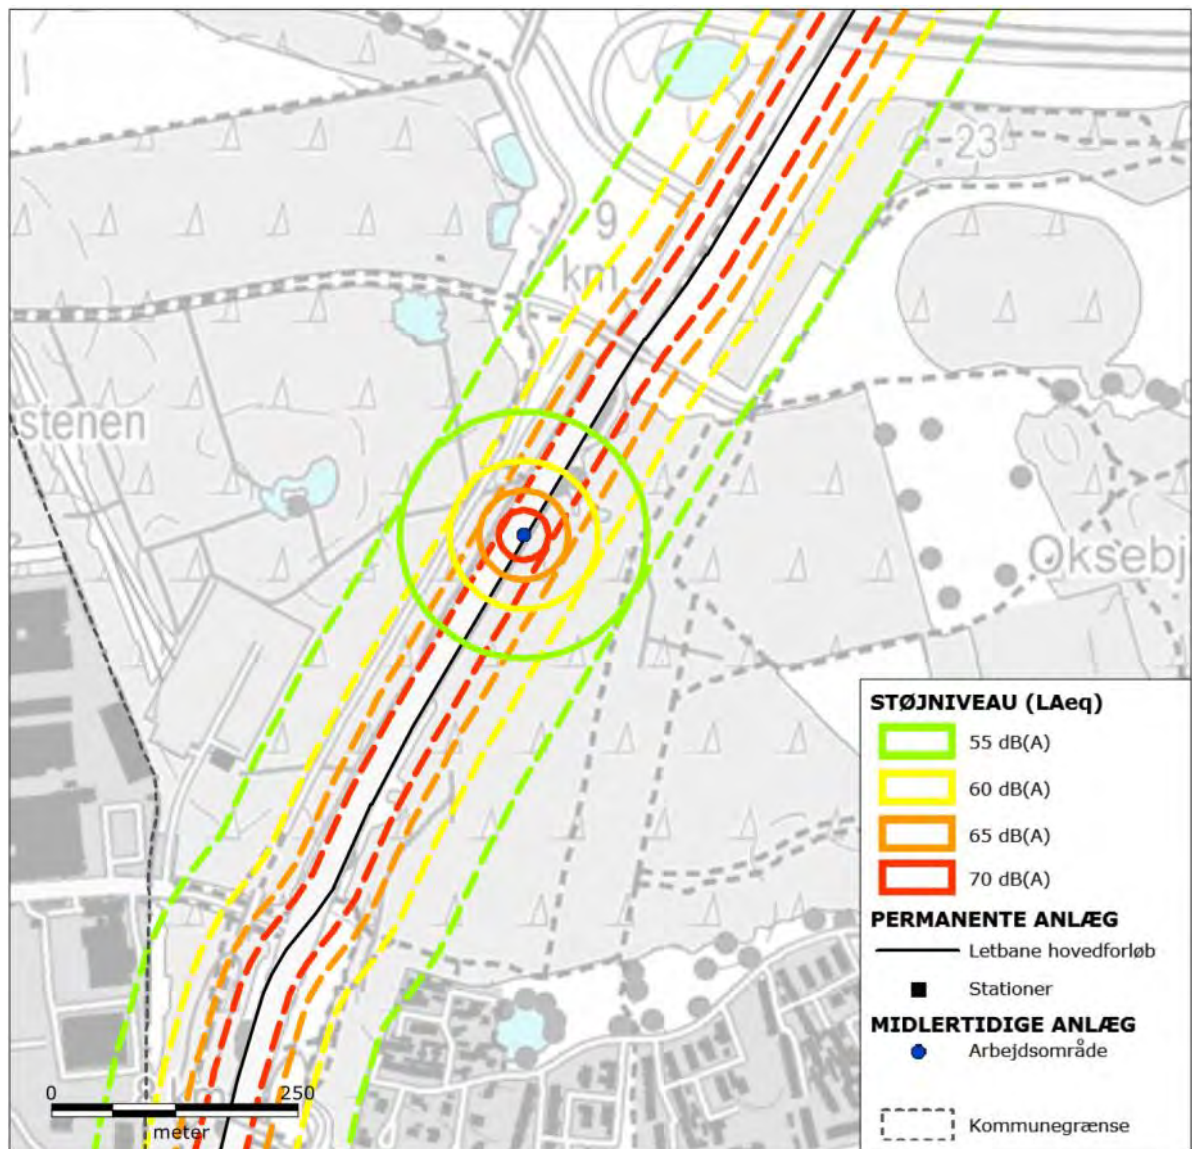 23
9
km
stenen
Oksebj
STØJNIVEAU (LAeq)
55 dB(A)
60 dB(A)
65 dB(A)
70 dB(A)
PERMANENTE ANLÆG
Letbane hovedforløb
Stationer
MIDLERTIDIGE ANLÆG
Arbejdsområde
Kommunegrænse
0 250
meter